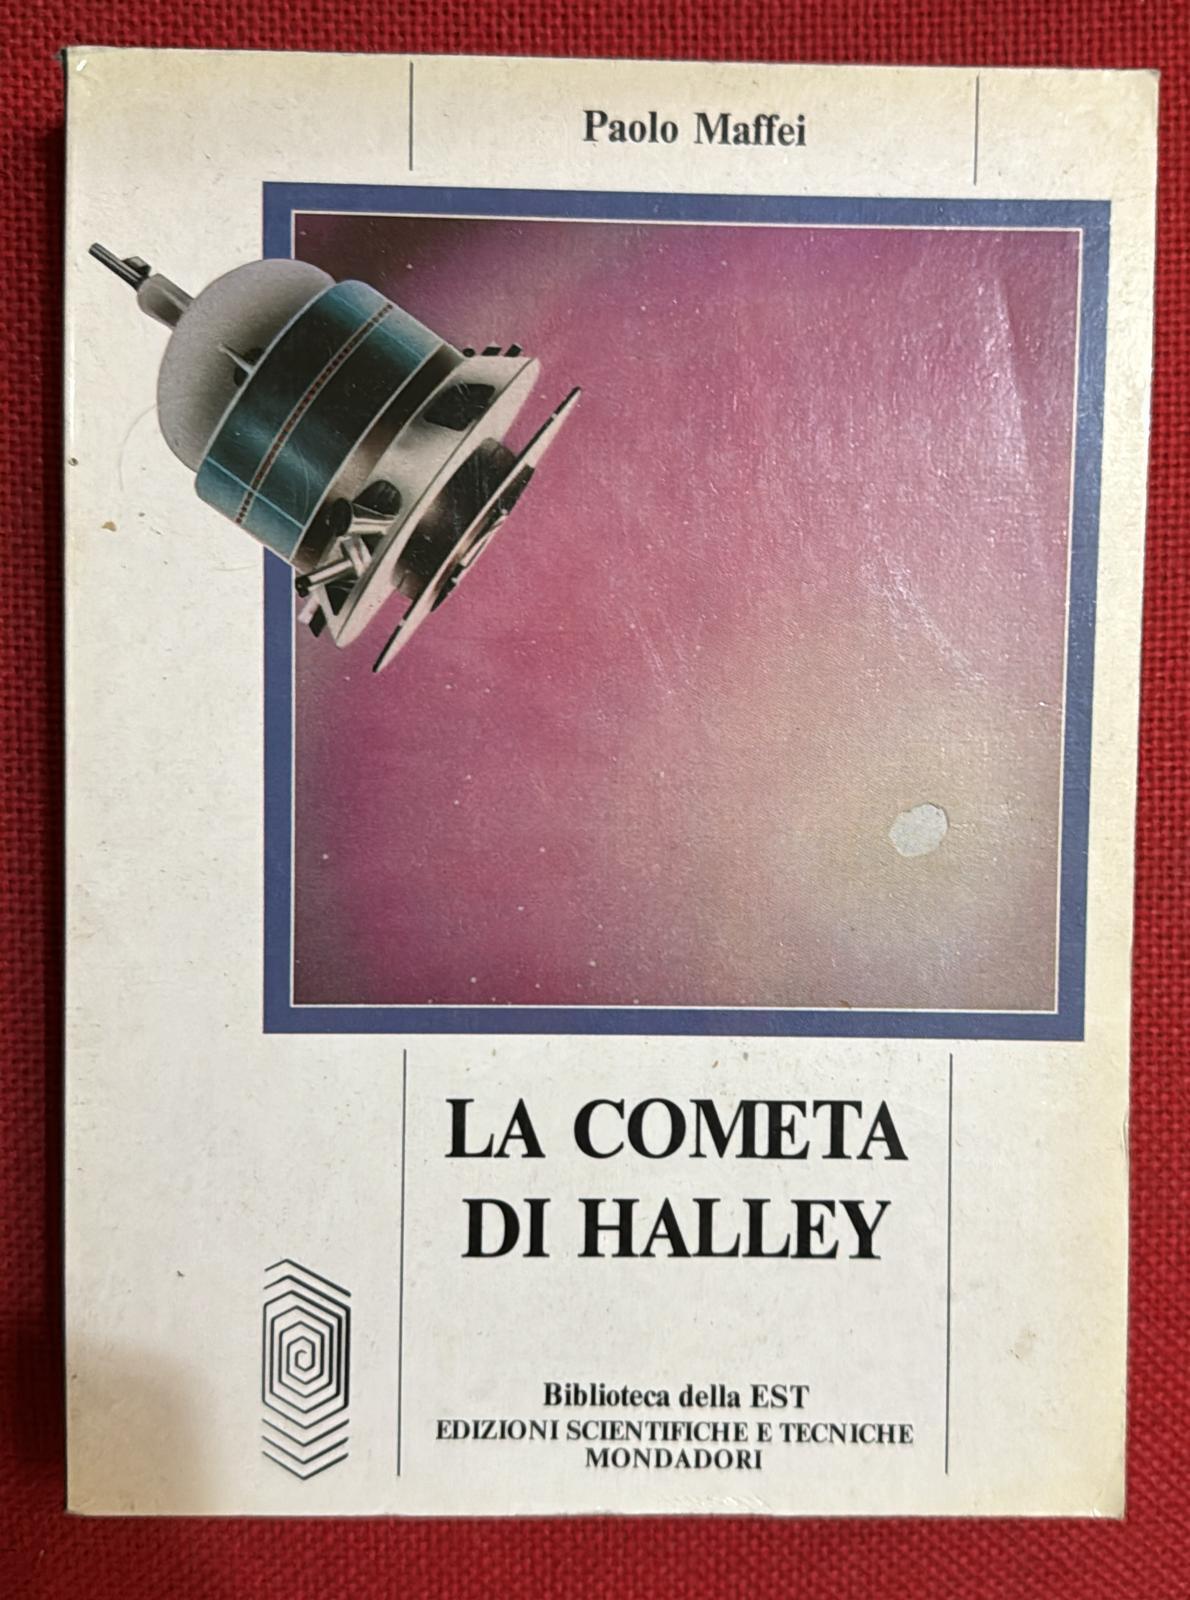 Paolo Maffei
LA COMETA
DI HALLEY
Biblioteca della EST
EDIZIONI SCIENTIFICHE E TECNICHE
MONDADORI